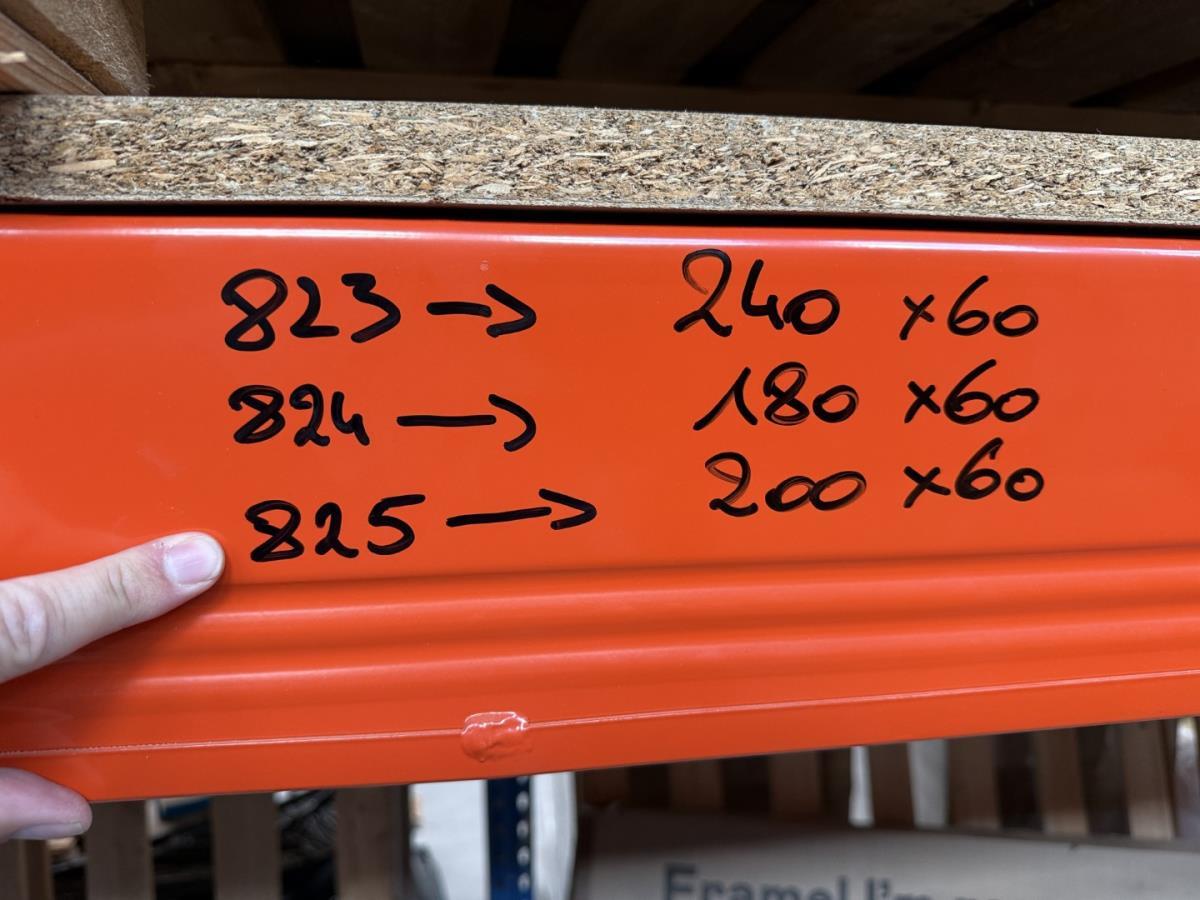 823 → 240 x60
824 → 180 x60
825 → 200 x60